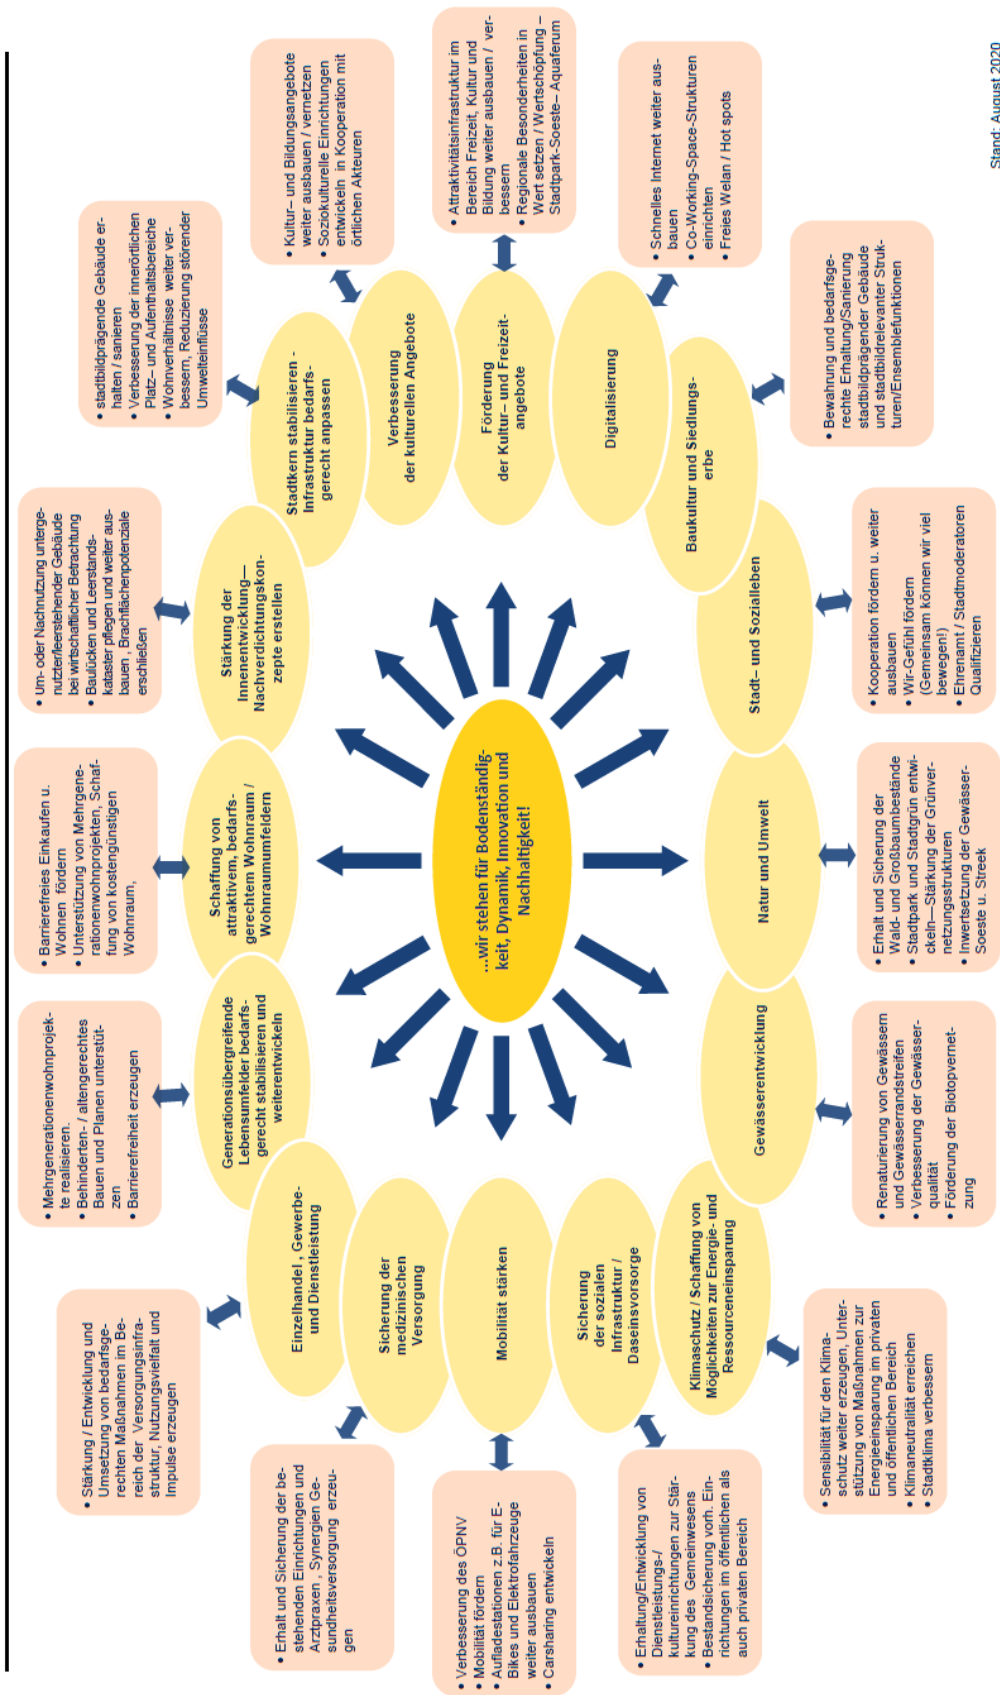 • Stärkung / Entwicklung und
Umsetzung von bedarfsge-
rechten Maßnahmen im Be-
reich der Versorgungsinfra-
struktur, Nutzungsvielfalt und
Impulse erzeugen
• Mehrgenerationenwohnprojek-
te realisieren.
• Behinderten- / altengerechtes
Bauen und Planen unterstüt-
zen
• Barrierefreiheit erzeugen
• Barrierefreies Einkaufen u.
Wohnen fördern
• Unterstützung von Mehrgene-
rationenwohnprojekten, Schaf-
fung von kostengünstigen
Wohnraum,
• Um- oder Nachnutzung unterge-
nutzter/leerstehender Gebäude
bei wirtschaftlicher Betrachtung
• Baulücken und Leerstands-
kataster pflegen und weiter aus-
bauen , Brachflächenpotenziale
erschließen
• stadtbildprägende Gebäude er-
halten / sanieren
• Verbesserung der innerörtlichen
Platz– und Aufenthaltsbereiche
• Wohnverhältnisse weiter ver-
bessern, Reduzierung störender
Umwelteinflüsse
• Kultur– und Bildungsangebote
weiter ausbauen / vernetzen
• Soziokulturelle Einrichtungen
entwickeln in Kooperation mit
örtlichen Akteuren
• Attraktivitätsinfrastruktur im
Bereich Freizeit, Kultur und
Bildung weiter ausbauen / ver-
bessern
• Regionale Besonderheiten in
Wert setzen / Wertschöpfung –
Stadtpark-Soeste– Aquaferum
• Schnelles Internet weiter aus-
bauen
• Co-Working-Space-Strukturen
einrichten
• Freies Welan / Hot spots
• Bewahrung und bedarfsge-
rechte Erhaltung/Sanierung
stadtbildprägender Gebäude
und stadtbildrelevanter Struk-
turen/Ensemblefunktionen
• Kooperation fördern u. weiter
ausbauen
• Wir-Gefühl fördern
(Gemeinsam können wir viel
bewegen!)
• Ehrenamt / Stadtmoderatoren
Qualifizieren
• Erhalt und Sicherung der
Wald- und Großbaumbestände
• Stadtpark und Stadtgrün entwi-
ckeln—Stärkung der Grünver-
netzungsstrukturen
• Inwertsetzung der Gewässer-
Soeste u. Streek
• Renaturierung von Gewässern
und Gewässerrandstreifen
• Verbesserung der Gewässer-
qualität
• Förderung der Biotopvernet-
zung
• Sensibilität für den Klima-
schutz weiter erzeugen, Unter-
stützung von Maßnahmen zur
Energieeinsparung im privaten
und öffentlichen Bereich
• Klimaneutralität erreichen
• Stadtklima verbessern
• Erhaltung/Entwicklung von
Dienstleistungs-/
kultureinrichtungen zur Stär-
kung des Gemeinwesens
• Bestandsicherung vorh. Ein-
richtungen im öffentlichen als
auch privaten Bereich
• Verbesserung des ÖPNV
• Mobilität fördern
• Aufladestationen z.B. für E-
Bikes und Elektrofahrzeuge
weiter ausbauen
• Carsharing entwickeln
• Erhalt und Sicherung der be-
stehenden Einrichtungen und
Arztpraxen , Synergien Ge-
sundheitsversorgung erzeu-
gen
Einzelhandel , Gewerbe-
und Dienstleistung
Generationsübergreifende
Lebensumfelder bedarfs-
gerecht stabilisieren und
weiterentwickeln
Schaffung von
attraktivem, bedarfs-
gerechtem Wohnraum /
Wohnraumumfeldern
Stärkung der
Innenentwicklung—
Nachverdichtungskon-
zepte erstellen
Stadtkern stabilisieren -
Infrastruktur bedarfs-
gerecht anpassen
Verbesserung
der kulturellen Angebote
Förderung
der Kultur– und Freizeit-
angebote
Digitalisierung
Baukultur und Siedlungs-
erbe
Stadt– und Sozialleben
Natur und Umwelt
Gewässerentwicklung
Klimaschutz / Schaffung von
Möglichkeiten zur Energie- und
Ressourceneinsparung
Sicherung
der sozialen
Infrastruktur /
Daseinsvorsorge
Mobilität stärken
Sicherung der
medizinischen
Versorgung
...wir stehen für Bodenständig-
keit, Dynamik, Innovation und
Nachhaltigkeit!
Stand: August 2020